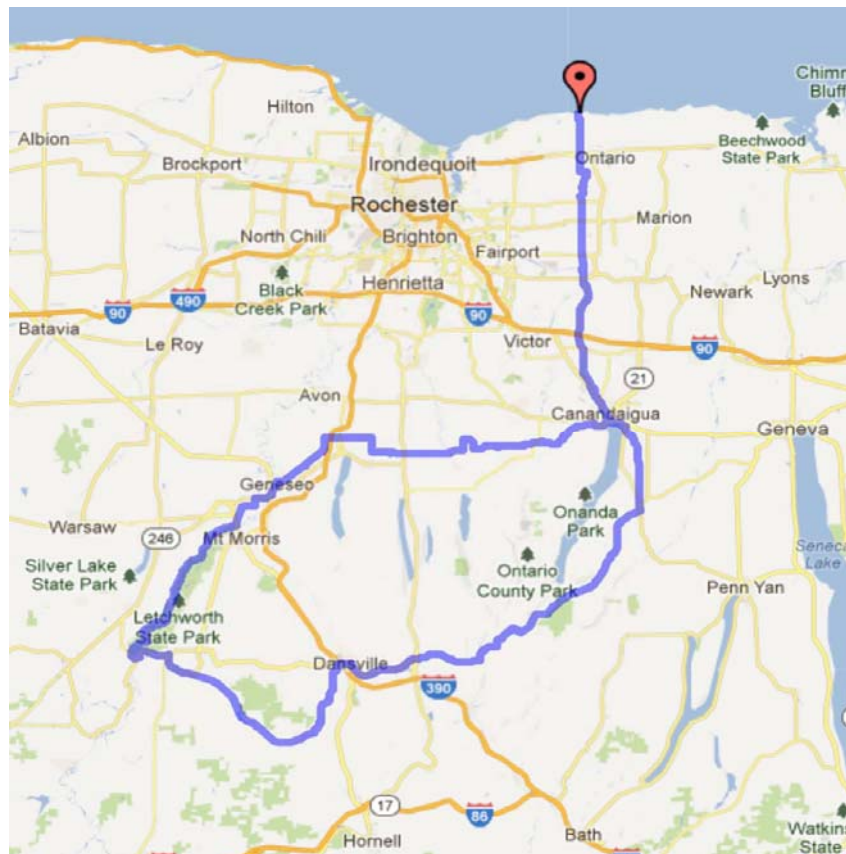 Chimn
Bluff
Hilton
Albion
Beechwood
State Park
Brockport
Irondequoit
Ontario
Rochester
Marion
North Chili
Brighton
Fairport
Black
Creek Park
Henrietta
Lyons
Newark
490
90
90
Batavia
Le Roy
Victor
90
21
Avon
Canandaigua
Geneva
Geneseo
Onanda
Park
Warsaw
246
Mt Morris
Silver Lake
State Park
Ontario
County Park
Seneca
Lake
Penn Yan
Letchworth
State Park
Dansville
390
17
86
Hornell
Bath
Watkins
State